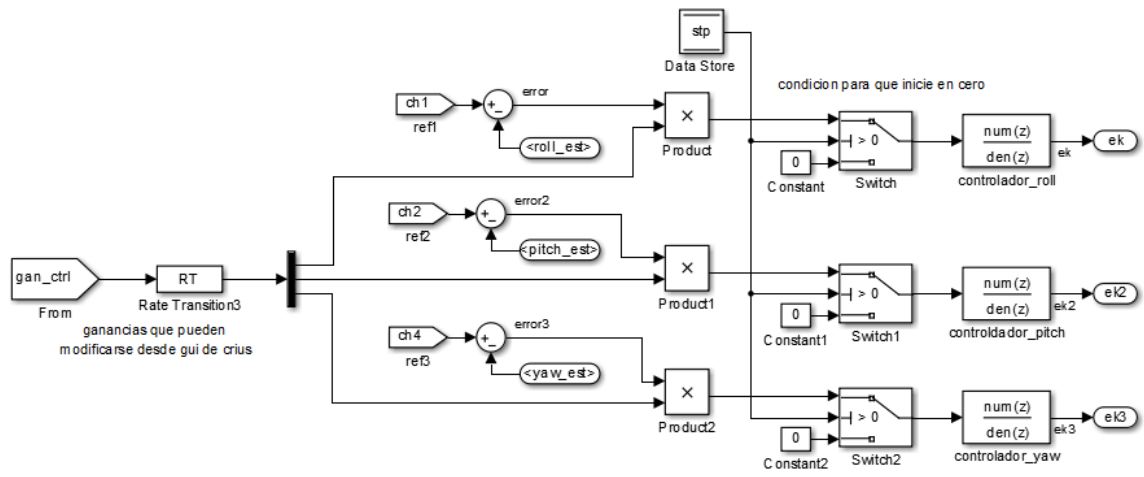 stp
Data Store
condicion para que inicie en cero
ch1
ref1
+
_
error
<roll_est>
×
Product
> 0
Switch
0
Constant
num(z)
den(z)
controlador_roll
ek
ek
ch2
ref2
+
_
error2
<pitch_est>
×
Product1
> 0
Switch1
0
Constant1
num(z)
den(z)
controldador_pitch
ek2
ek2
gan_ctrl
From
RT
Rate Transition3
ganancias que pueden
modificarse desde gui de crius
ch4
ref3
+
_
error3
<yaw_est>
×
Product2
> 0
Switch2
0
Constant2
num(z)
den(z)
controlador_yaw
ek3
ek3